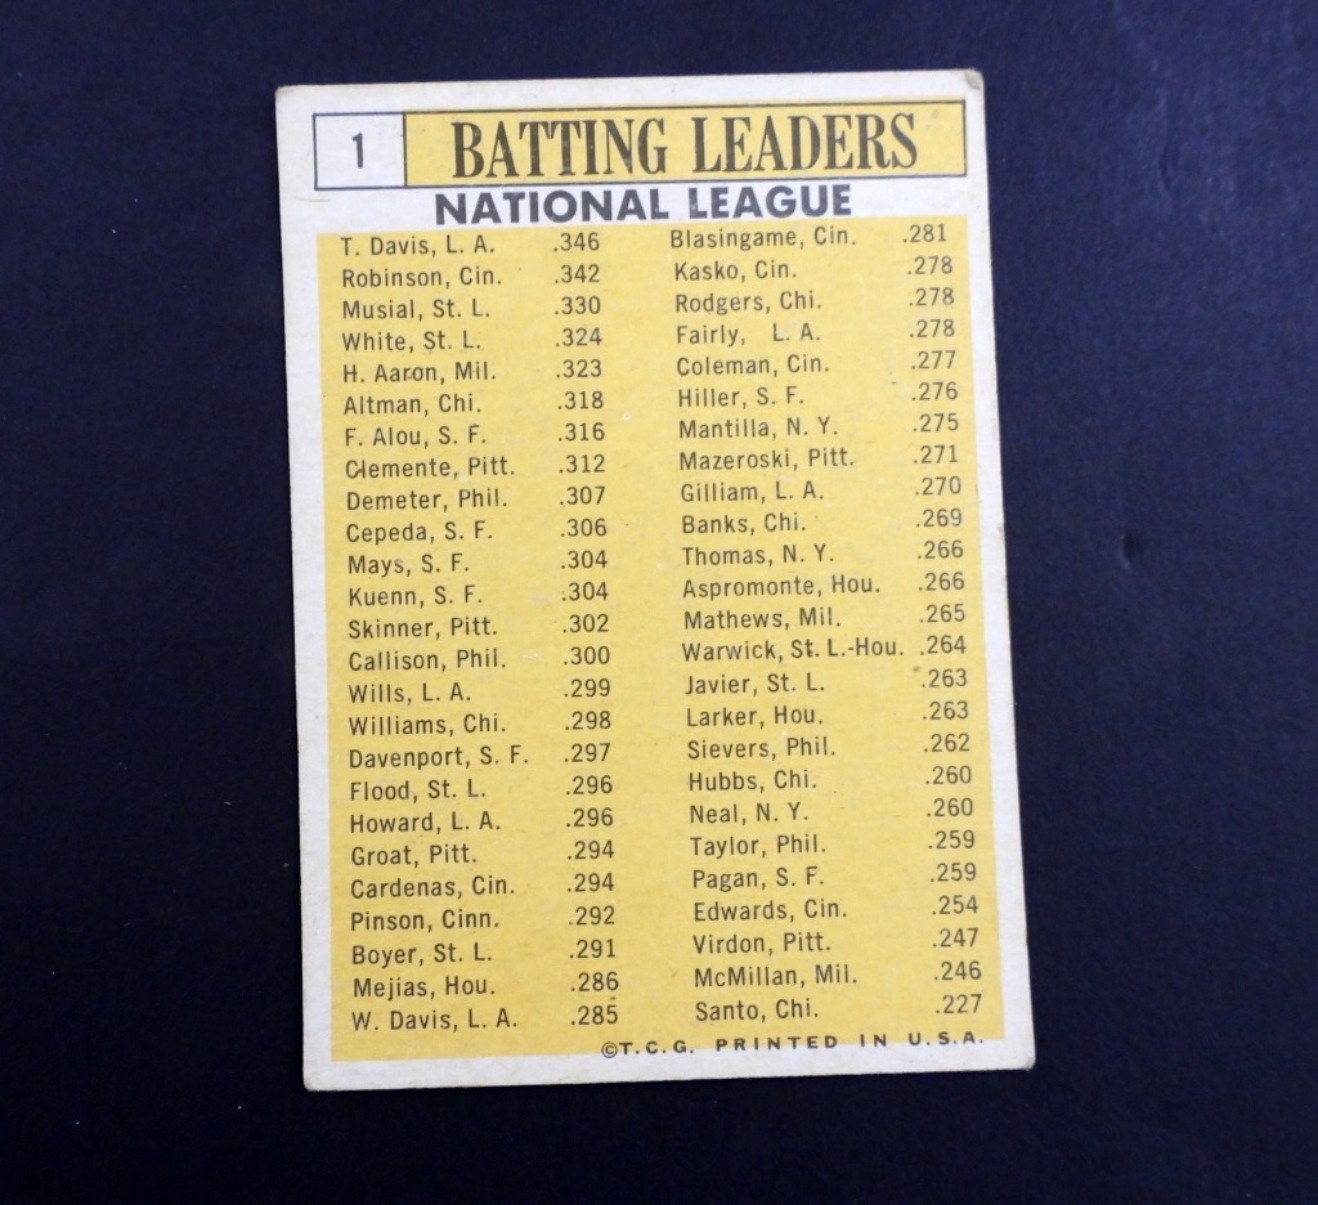 1 BATTING LEADERS
NATIONAL LEAGUE
T. Davis, L. A. .346
Robinson, Cin. .342
Musial, St. L. .330
White, St. L. .324
H. Aaron, Mil. .323
Altman, Chi. .318
F. Alou, S. F. .316
Clemente, Pitt. .312
Demeter, Phil. .307
Cepeda, S. F. .306
Mays, S. F. .304
Kuenn, S. F. .304
Skinner, Pitt. .302
Callison, Phil. .300
Wills, L. A. .299
Williams, Chi. .298
Davenport, S. F. .297
Flood, St. L. .296
Howard, L. A. .296
Groat, Pitt. .294
Cardenas, Cin. .294
Pinson, Cinn. .292
Boyer, St. L. .291
Mejias, Hou. .286
W. Davis, L. A. .285
Blasingame, Cin. .281
Kasko, Cin. .278
Rodgers, Chi. .278
Fairly, L. A. .278
Coleman, Cin. .277
Hiller, S. F. .276
Mantilla, N. Y. .275
Mazeroski, Pitt. .271
Gilliam, L. A. .270
Banks, Chi. .269
Thomas, N. Y. .266
Aspromonte, Hou. .266
Mathews, Mil. .265
Warwick, St. L.-Hou. .264
Javier, St. L. .263
Larker, Hou. .263
Sievers, Phil. .262
Hubbs, Chi. .260
Neal, N. Y. .260
Taylor, Phil. .259
Pagan, S. F. .259
Edwards, Cin. .254
Virdon, Pitt. .247
McMillan, Mil. .246
Santo, Chi. .227
©T.C.G. PRINTED IN U.S.A.